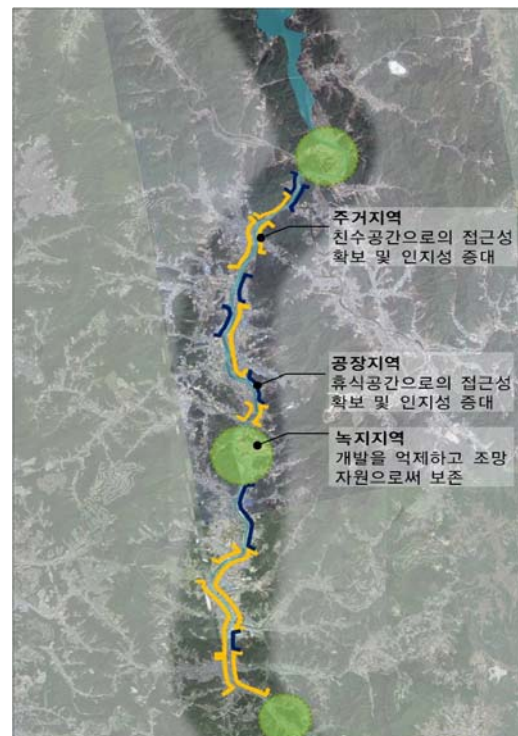 주거지역
친수공간으로의 접근성
확보 및 인지성 증대
공장지역
휴식공간으로의 접근성
확보 및 인지성 증대
녹지지역
개발을 억제하고 조망
자원으로써 보존